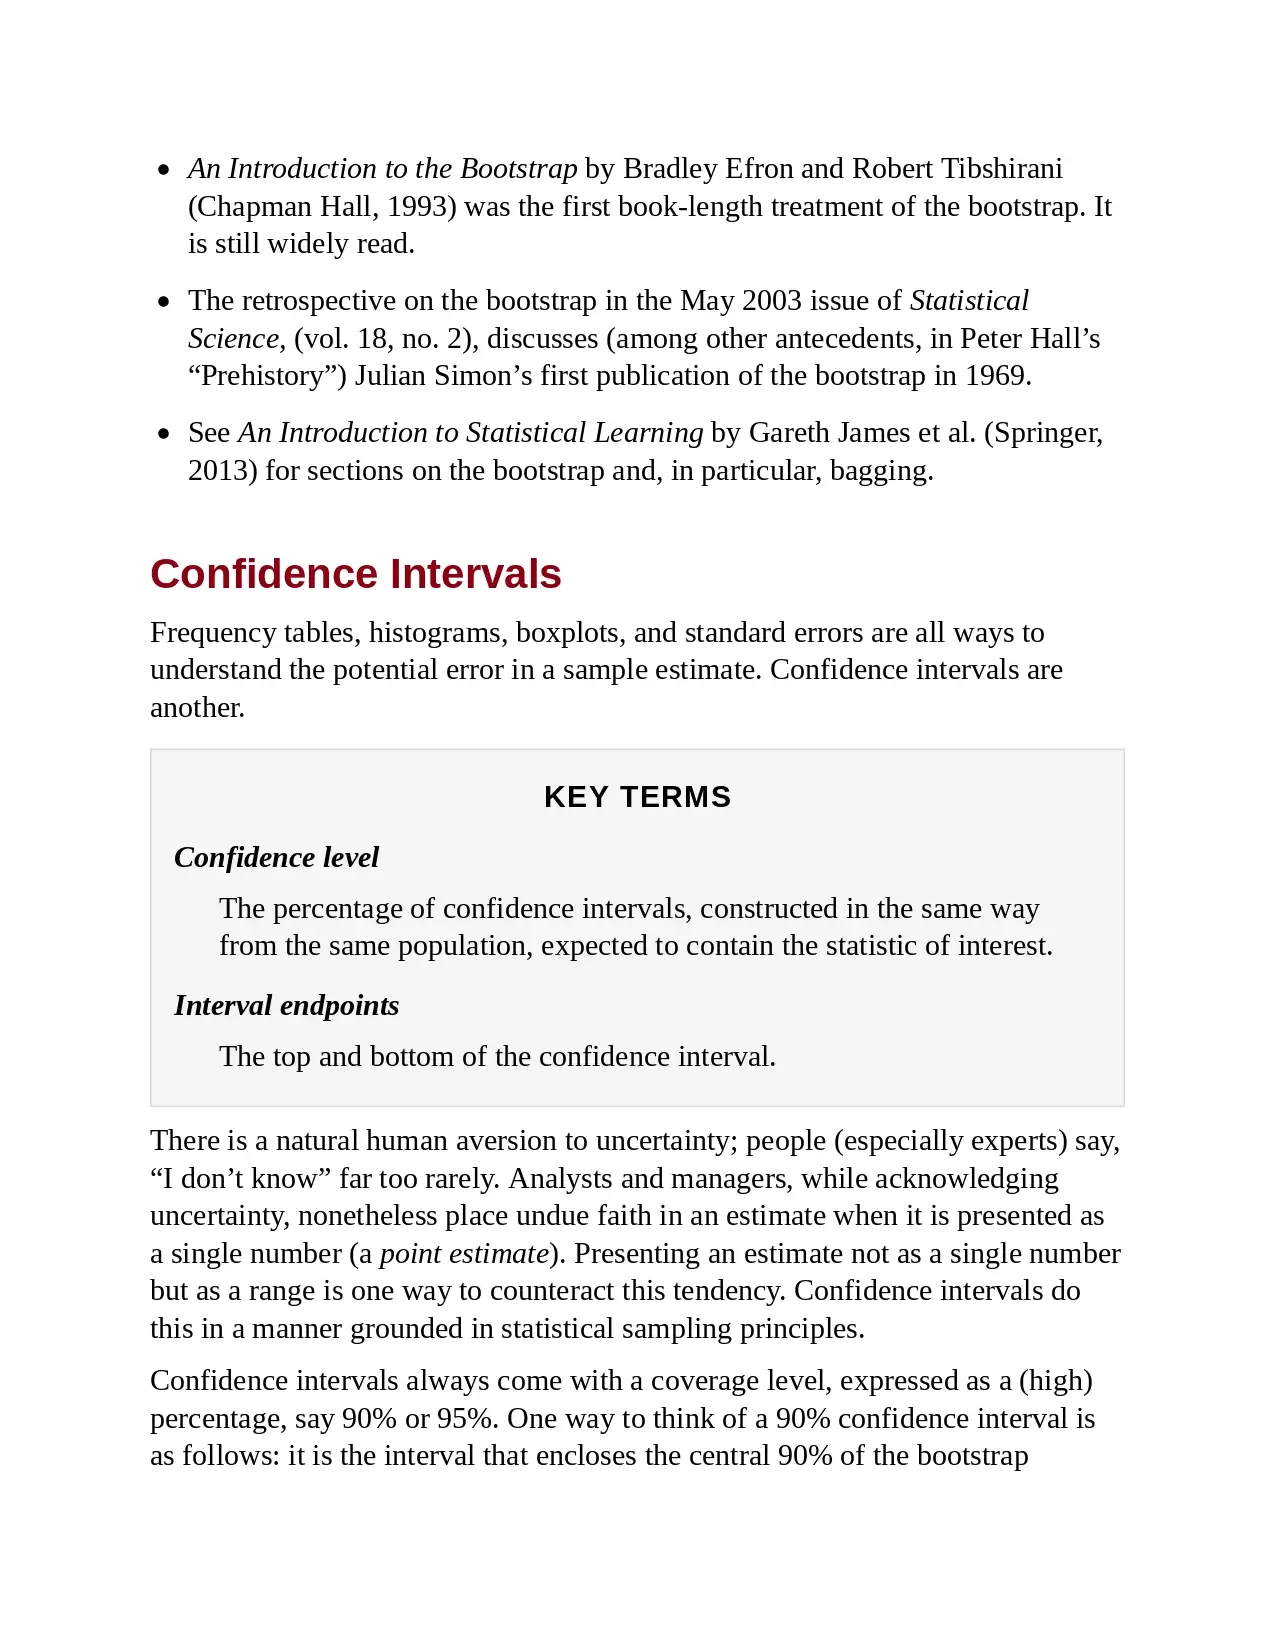 • An Introduction to the Bootstrap by Bradley Efron and Robert Tibshirani
(Chapman Hall, 1993) was the first book-length treatment of the bootstrap. It
is still widely read.
• The retrospective on the bootstrap in the May 2003 issue of Statistical
Science, (vol. 18, no. 2), discusses (among other antecedents, in Peter Hall’s
“Prehistory”) Julian Simon’s first publication of the bootstrap in 1969.
• See An Introduction to Statistical Learning by Gareth James et al. (Springer,
2013) for sections on the bootstrap and, in particular, bagging.
Confidence Intervals
Frequency tables, histograms, boxplots, and standard errors are all ways to
understand the potential error in a sample estimate. Confidence intervals are
another.
KEY TERMS
Confidence level
The percentage of confidence intervals, constructed in the same way
from the same population, expected to contain the statistic of interest.
Interval endpoints
The top and bottom of the confidence interval.
There is a natural human aversion to uncertainty; people (especially experts) say,
“I don’t know” far too rarely. Analysts and managers, while acknowledging
uncertainty, nonetheless place undue faith in an estimate when it is presented as
a single number (a point estimate). Presenting an estimate not as a single number
but as a range is one way to counteract this tendency. Confidence intervals do
this in a manner grounded in statistical sampling principles.
Confidence intervals always come with a coverage level, expressed as a (high)
percentage, say 90% or 95%. One way to think of a 90% confidence interval is
as follows: it is the interval that encloses the central 90% of the bootstrap